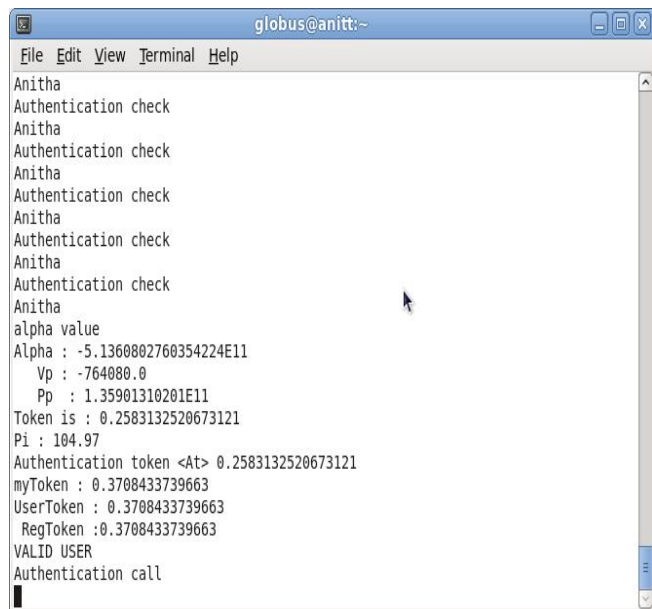 globus@anitt:~
File Edit View Terminal Help
Anitha
Authentication check
Anitha
Authentication check
Anitha
Authentication check
Anitha
Authentication check
Anitha
Authentication check
Anitha
alpha value
Alpha : -5.1360802760354224E11
Vp : -764080.0
Pp : 1.35901310201E11
Token is : 0.2583132520673121
Pi : 104.97
Authentication token <At> 0.2583132520673121
myToken : 0.3708433739663
UserToken : 0.3708433739663
RegToken :0.3708433739663
VALID USER
Authentication call